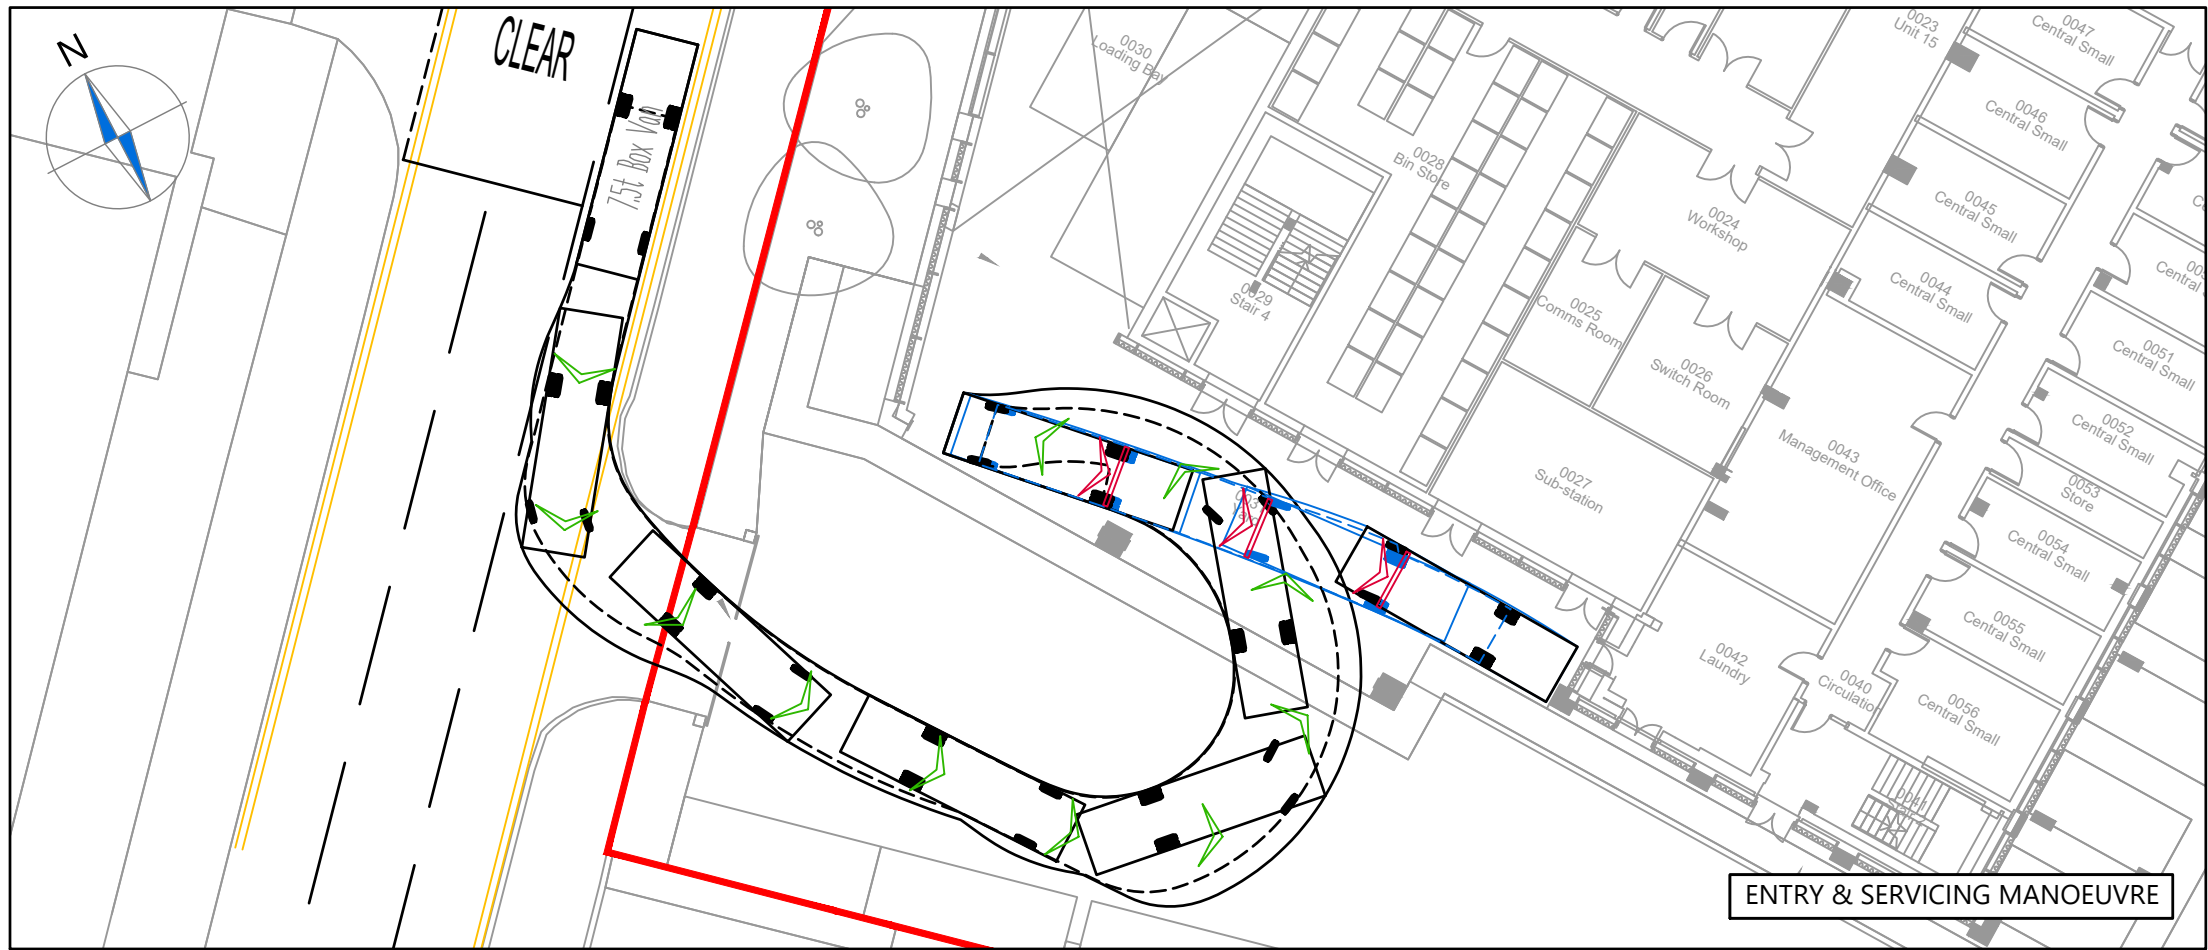 N
CLEAR
7.5t Box Van
0030
Loading Bay
0028
Bin Store
0029
Stair 4
0023
Unit 15
0047
Central Small
0046
Central Small
0045
Central Small
0024
Workshop
0044
Central Small
0025
Comms Room
0026
Switch Room
0051
Central Small
0052
Central Small
0043
Management Office
0053
Store
0027
Sub-station
0054
Central Small
0055
Central Small
0042
Laundry
0040
Circulation
0056
Central Small
0041
ENTRY & SERVICING MANOEUVRE